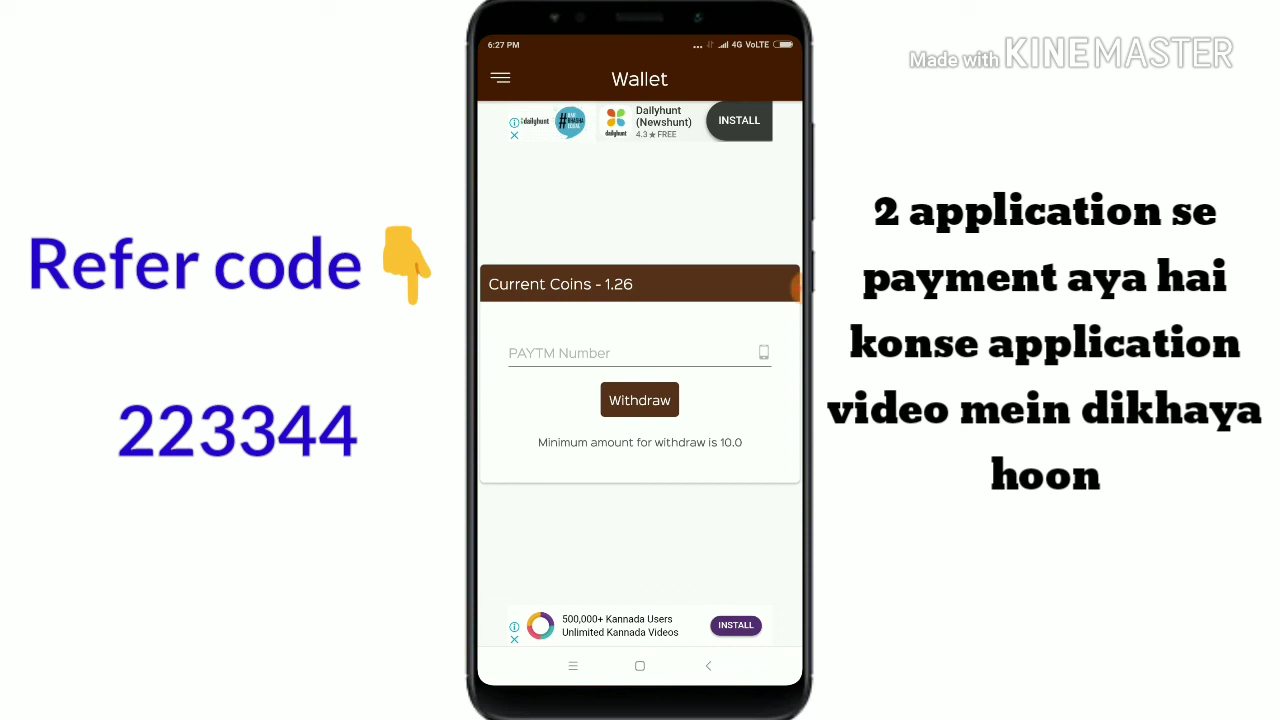 Made with KINEMASTER
6:27 PM
4G VoLTE
Wallet
dailyhunt
Dailyhunt
(Newshunt)
4.3 ★ FREE
dailyhunt
INSTALL
Current Coins - 1.26
PAYTM Number
Withdraw
Minimum amount for withdraw is 10.0
500,000+ Kannada Users
Unlimited Kannada Videos
INSTALL
Refer code 👇
223344
2 application se
payment aya hai
konse application
video mein dikhaya
hoon